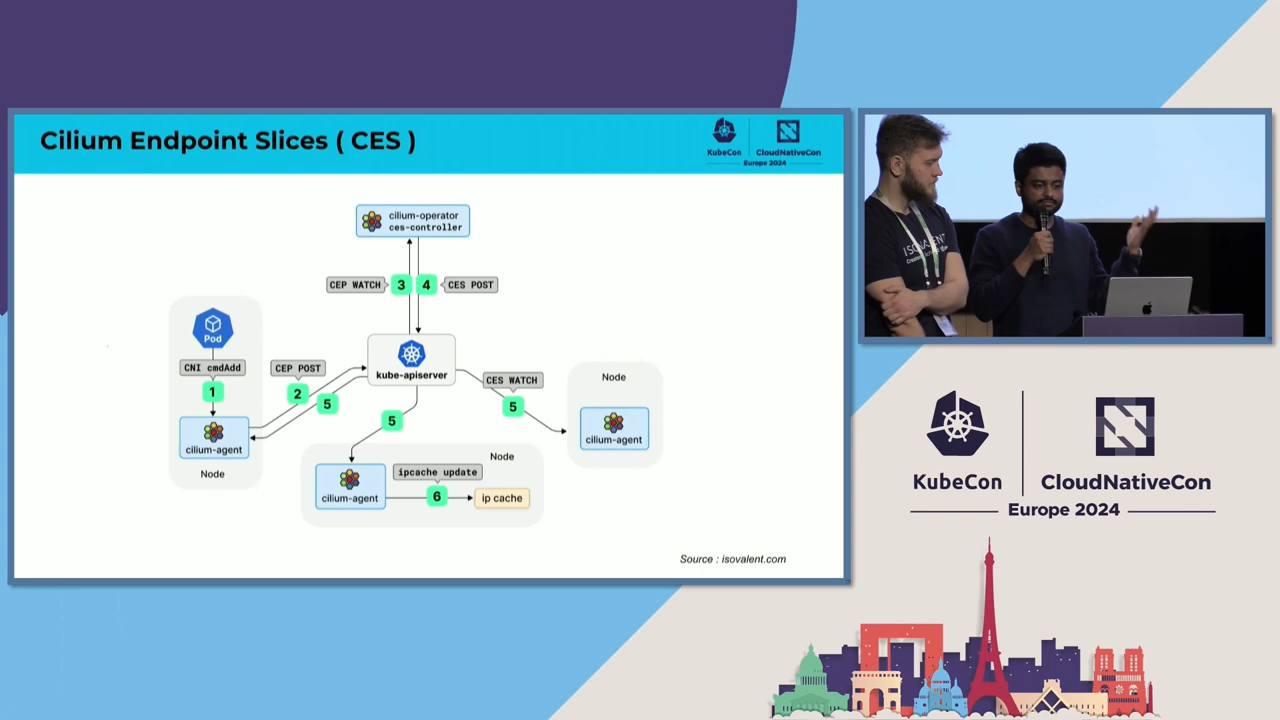 Cilium Endpoint Slices ( CES )
KubeCon
CloudNativeCon
Europe 2024
cilium-operator
ces-controller
CEP WATCH
3
4
CES POST
Pod
CNI cmdAdd
1
cilium-agent
Node
CEP POST
2
5
kube-apiserver
5
CES WATCH
5
Node
cilium-agent
Node
cilium-agent
ipcache update
6
ip cache
Source : isovalent.com
ISOVALENT
KubeCon
CloudNativeCon
Europe 2024